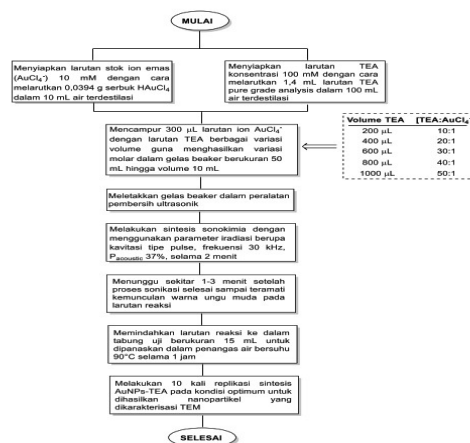 MULAI
Menyiapkan larutan stok ion emas
(AuCl₄⁻) 10 mM dengan cara
melarutkan 0,0394 g serbuk HAuCl₄
dalam 10 mL air terdestilasi
Menyiapkan larutan TEA
konsentrasi 100 mM dengan cara
melarutkan 1,4 mL larutan TEA
pure grade analysis dalam 100 mL
air terdestilasi
Mencampur 300 µL larutan ion AuCl₄⁻
dengan larutan TEA berbagai variasi
volume guna menghasilkan variasi
molar dalam gelas beaker berukuran 50
mL hingga volume 10 mL
Volume TEA [TEA:AuCl₄
200 µL 10:1
400 µL 20:1
600 µL 30:1
800 µL 40:1
1000 µL 50:1
Meletakkan gelas beaker dalam peralatan
pembersih ultrasonik
Melakukan sintesis sonokimia dengan
menggunakan parameter iradiasi berupa
kavitasi tipe pulse, frekuensi 30 kHz,
Pacoustic 37%, selama 2 menit
Menunggu sekitar 1-3 menit setelah
proses sonikasi selesai sampai teramati
kemunculan warna ungu muda pada
larutan reaksi
Memindahkan larutan reaksi ke dalam
tabung uji berukuran 15 mL untuk
dipanaskan dalam penangas air bersuhu
90°C selama 1 jam
Melakukan 10 kali replikasi sintesis
AuNPs-TEA pada kondisi optimum untuk
dihasilkan nanopartikel yang
dikarakterisasi TEM
SELESAI